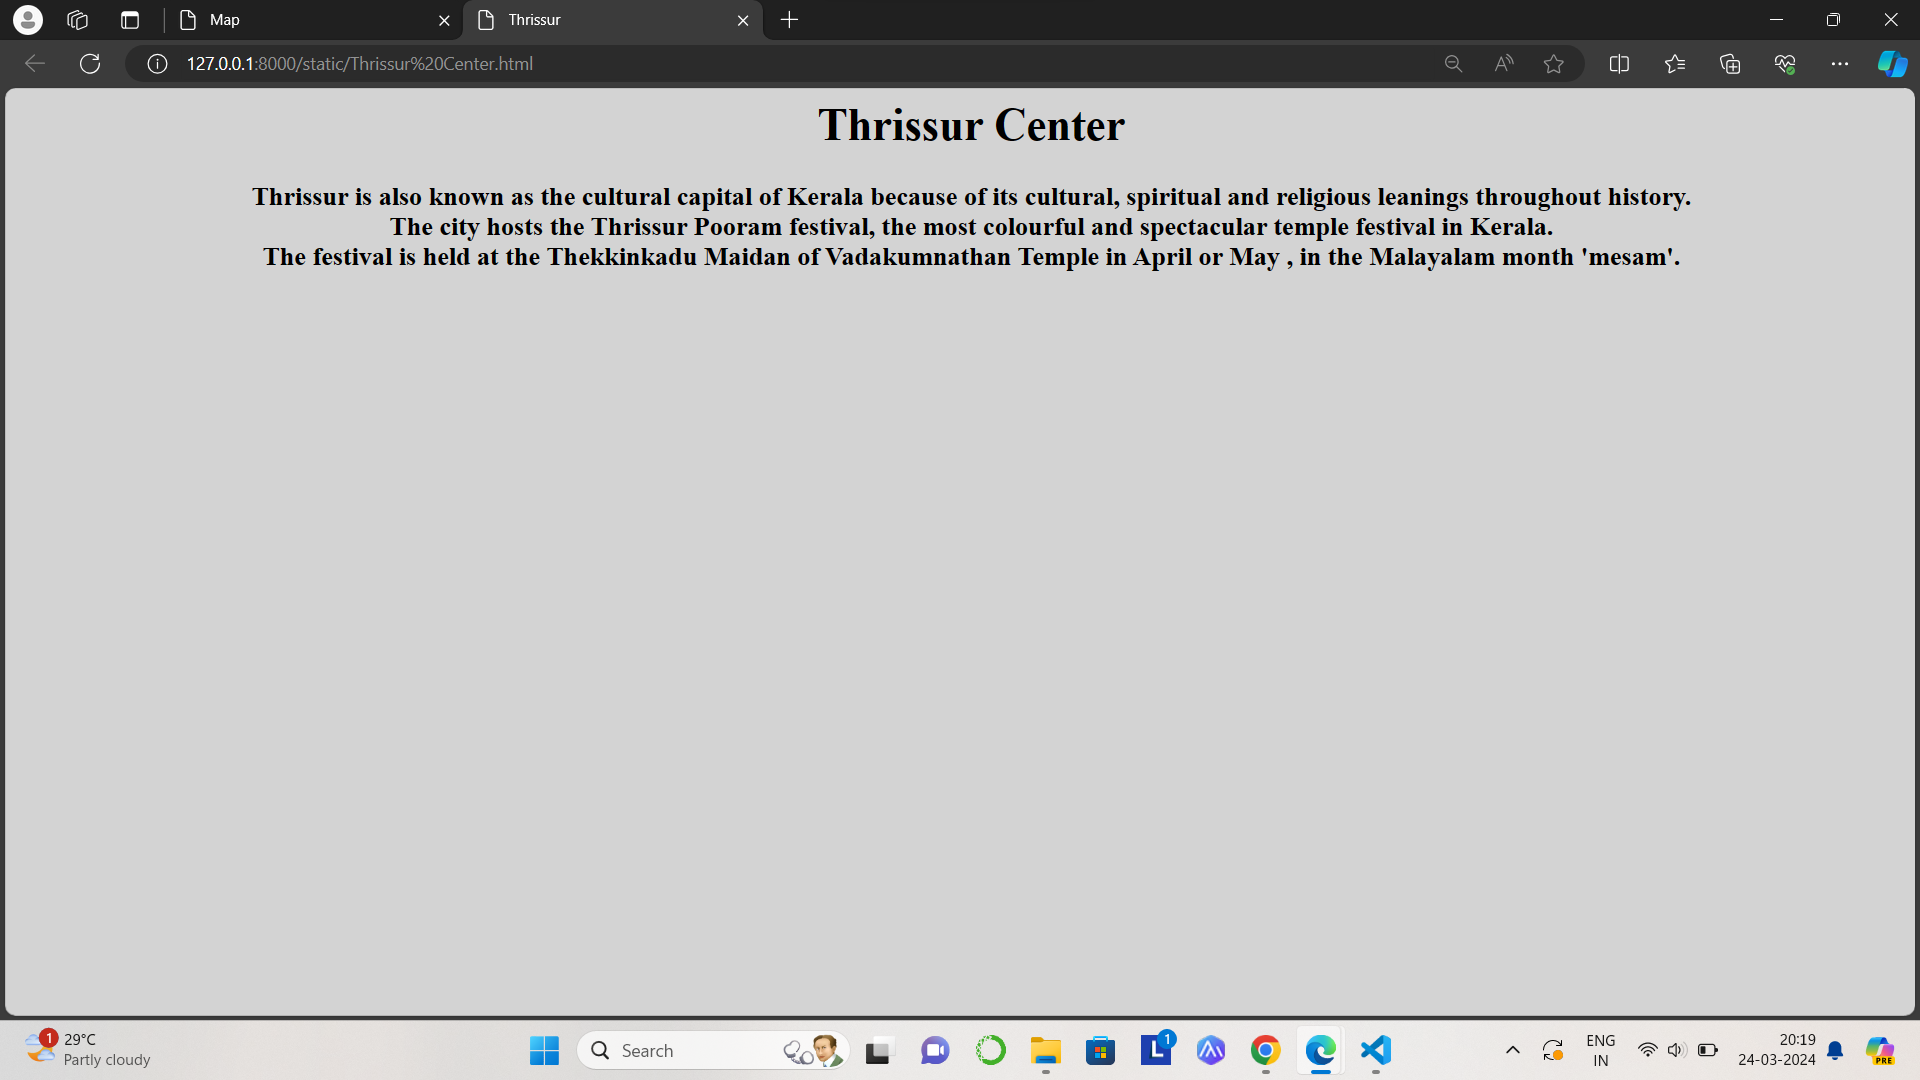 Map
Thrissur
127.0.0.1:8000/static/Thrissur%20Center.html
Thrissur Center
Thrissur is also known as the cultural capital of Kerala because of its cultural, spiritual and religious leanings throughout history.
The city hosts the Thrissur Pooram festival, the most colourful and spectacular temple festival in Kerala.
The festival is held at the Thekkinkadu Maidan of Vadakumnathan Temple in April or May , in the Malayalam month 'mesam'.
1
29°C
Partly cloudy
Search
L
1
ENG
IN
20:19
24-03-2024
PRE